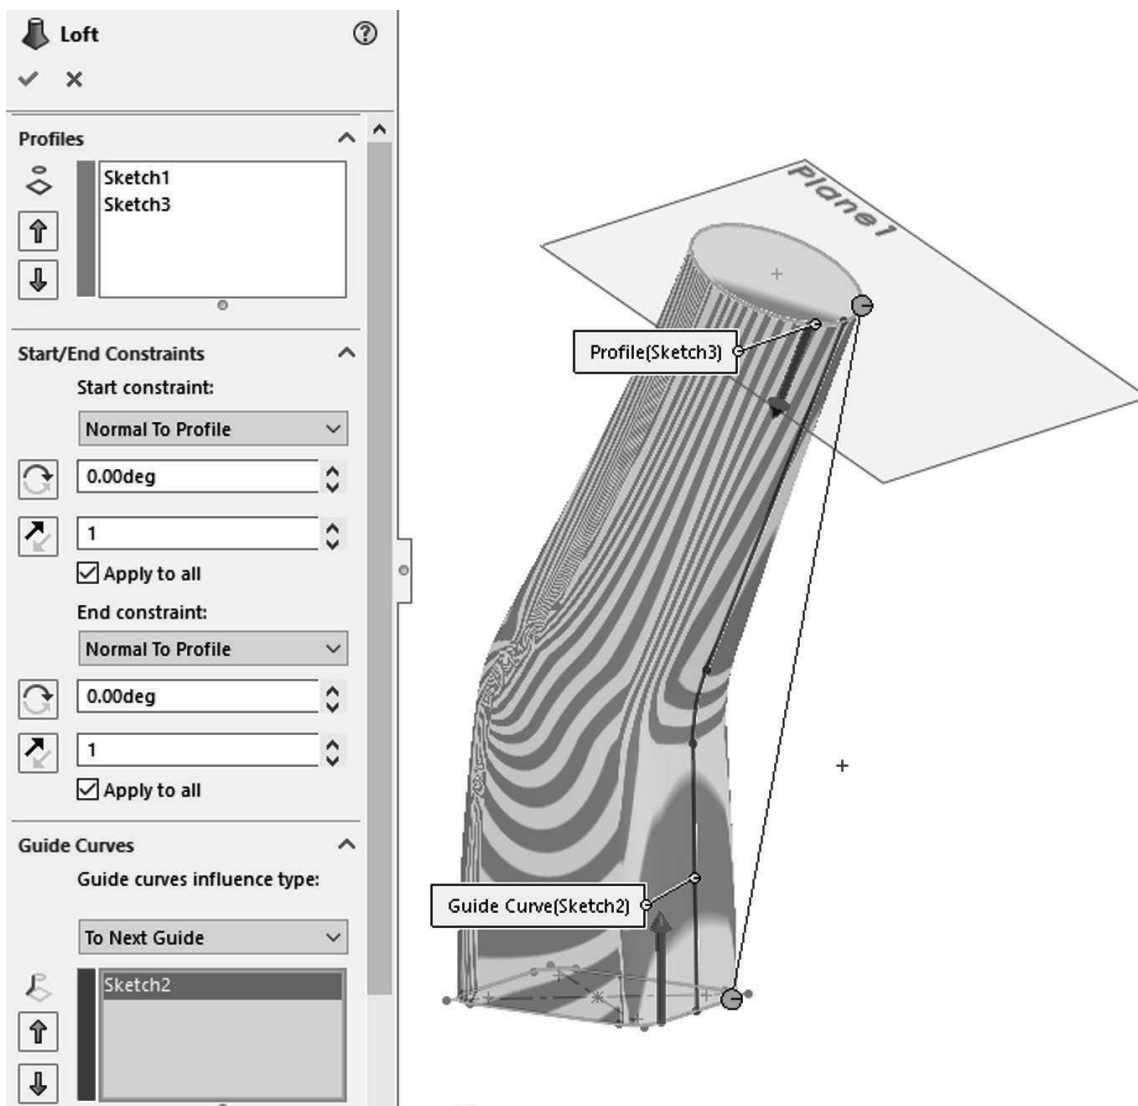 Loft
Profiles
Sketch1
Sketch3
Start/End Constraints
Start constraint:
Normal To Profile
0.00deg
1
Apply to all
End constraint:
Normal To Profile
0.00deg
1
Apply to all
Guide Curves
Guide curves influence type:
To Next Guide
Sketch2
Plane1
Profile(Sketch3)
Guide Curve(Sketch2)